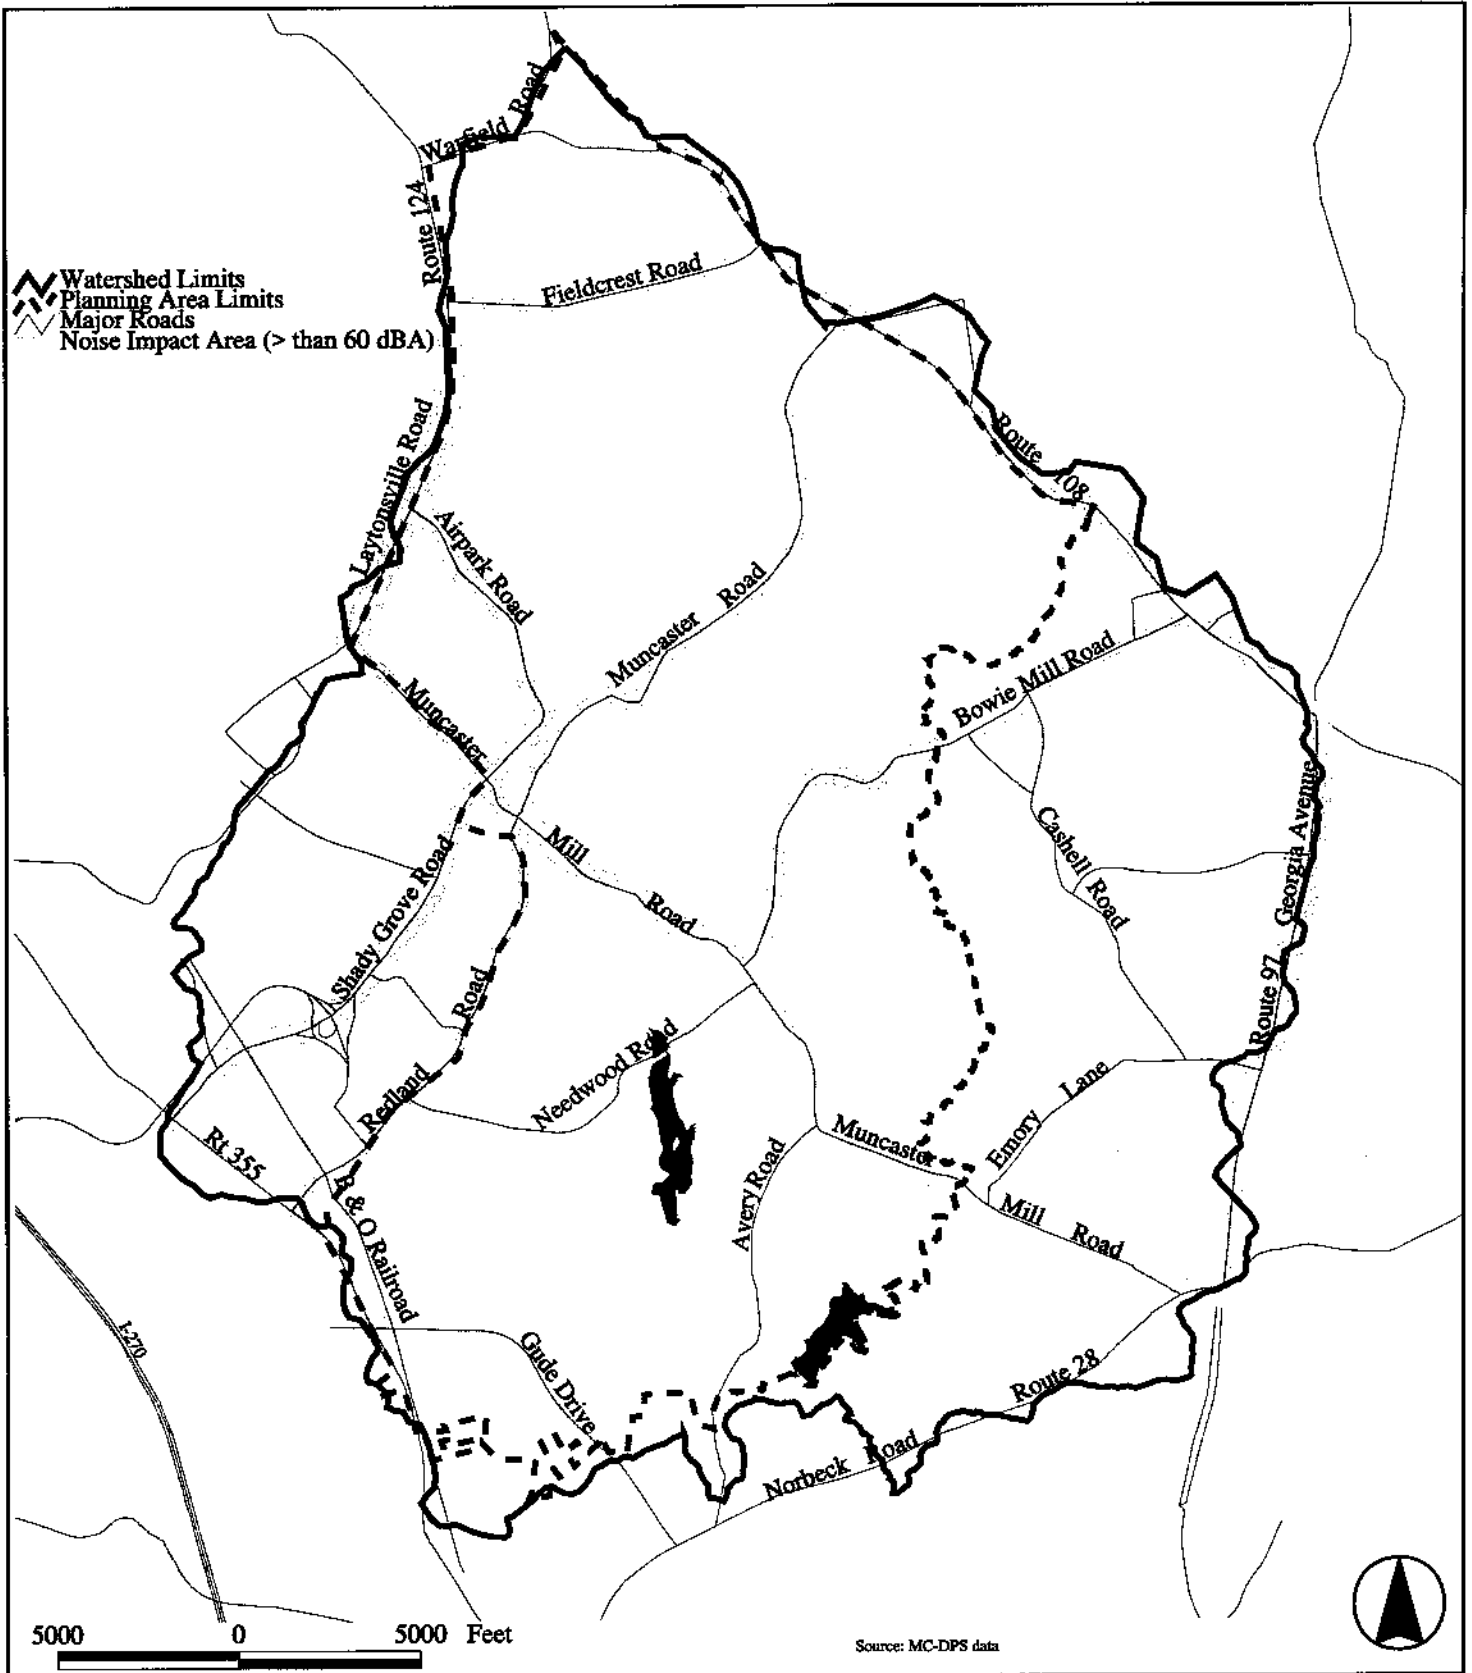 Warfield Road
Route 124
Fieldcrest Road
Watershed Limits
Planning Area Limits
Major Roads
Noise Impact Area (> than 60 dBA)
Laytonsville Road
Route 108
Airpark Road
Muncaster Road
Bowie Mill Road
Muncaster Mill Road
Cashell Road
Georgia Avenue
Shady Grove Road
Redland Road
Route 97
Needwood Road
Emory Lane
Rt 355
Avery Road
Muncaster Mill Road
B & O Railroad
I-270
Gude Drive
Route 28
Norbeck Road
5000 0 5000 Feet
Source: MC-DPS data